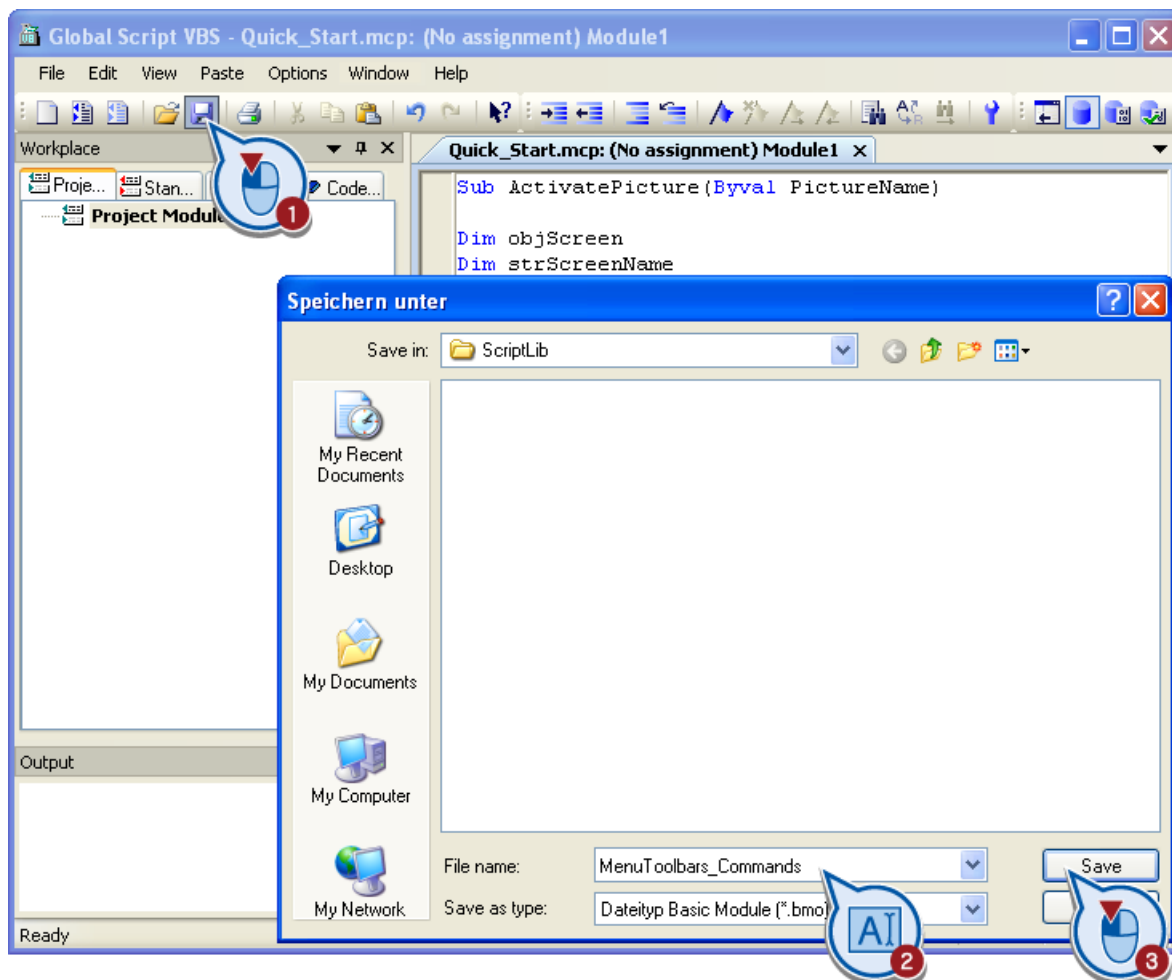 Global Script VBS - Quick_Start.mcp: (No assignment) Module1
File Edit View Paste Options Window Help
Workplace
Proje... Stan... Code...
Project Modul
Quick_Start.mcp: (No assignment) Module1
Sub ActivatePicture(Byval PictureName)
Dim objScreen
Dim strScreenName
1
Speichern unter
Save in: ScriptLib
My Recent
Documents
Desktop
My Documents
My Computer
My Network
File name: MenuToolbars_Commands
Save
Save as type: Dateityp Basic Module (*.bmo)
AI
2
3
Output
Ready